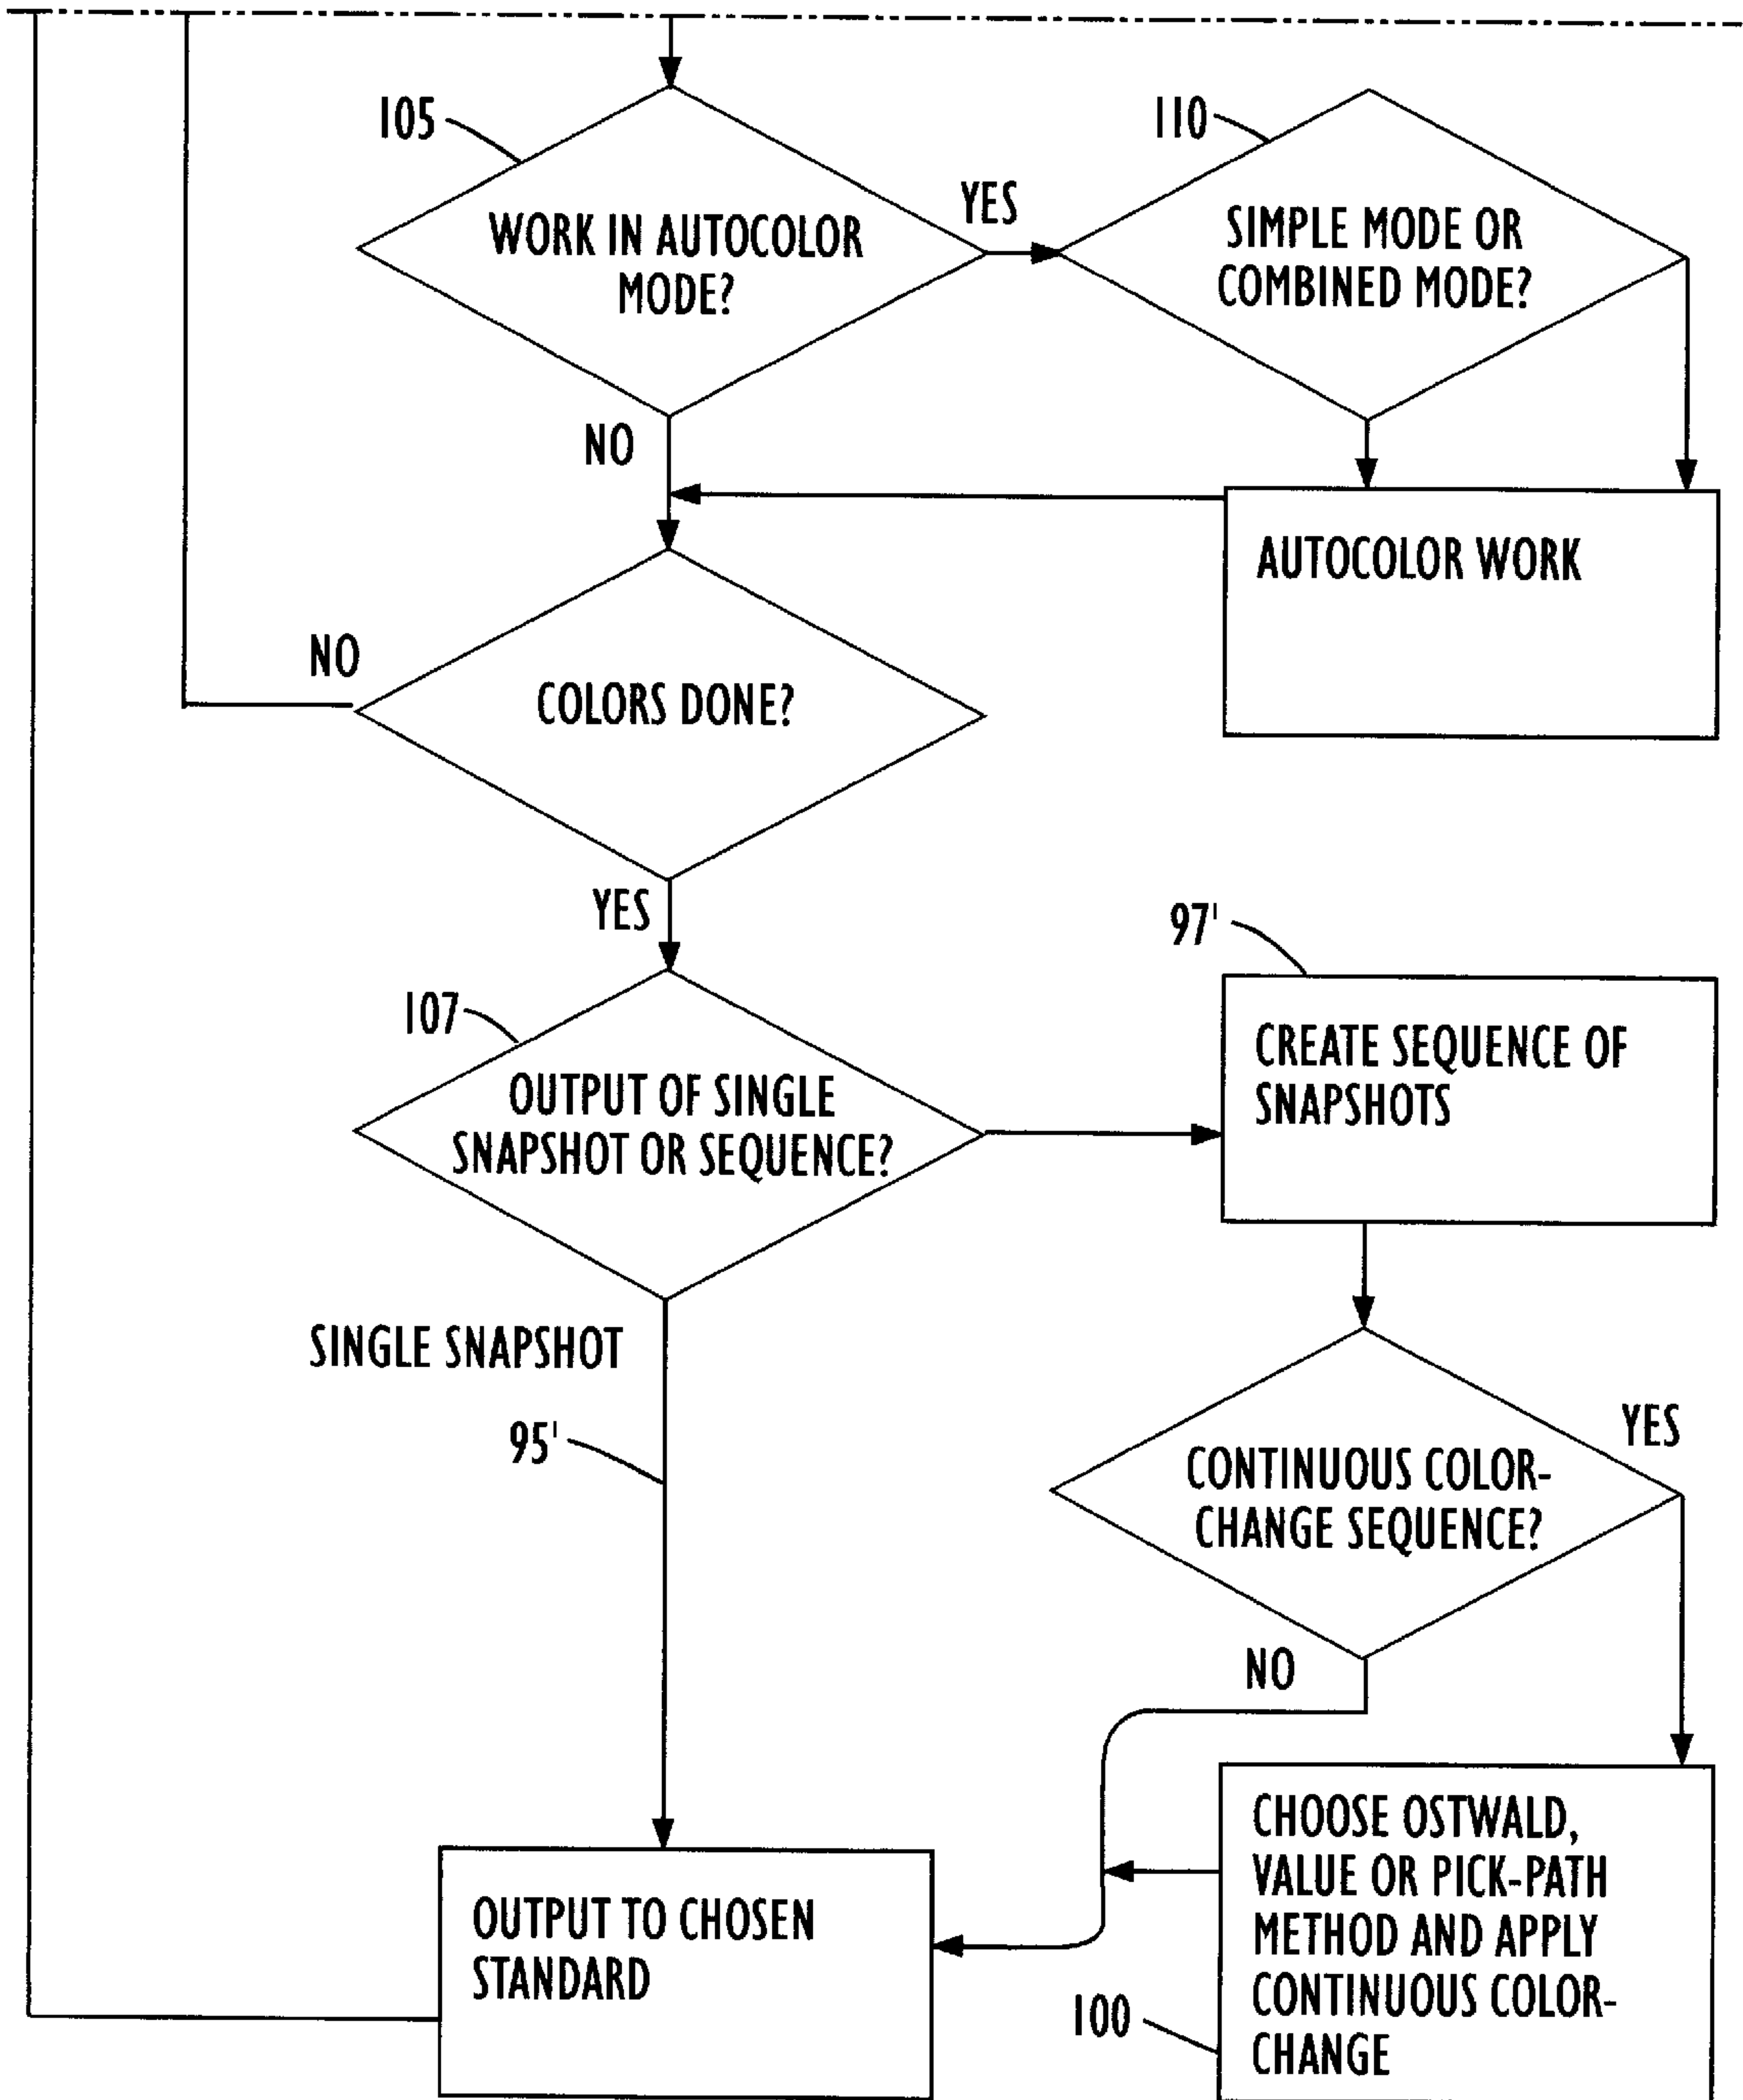 105
110
WORK IN AUTOCOLOR
MODE?
YES
SIMPLE MODE OR
COMBINED MODE?
NO
AUTOCOLOR WORK
NO
COLORS DONE?
YES
97'
107
OUTPUT OF SINGLE
SNAPSHOT OR SEQUENCE?
CREATE SEQUENCE OF
SNAPSHOTS
SINGLE SNAPSHOT
95'
CONTINUOUS COLOR-
CHANGE SEQUENCE?
YES
NO
OUTPUT TO CHOSEN
STANDARD
CHOOSE OSTWALD,
VALUE OR PICK-PATH
METHOD AND APPLY
CONTINUOUS COLOR-
CHANGE
100